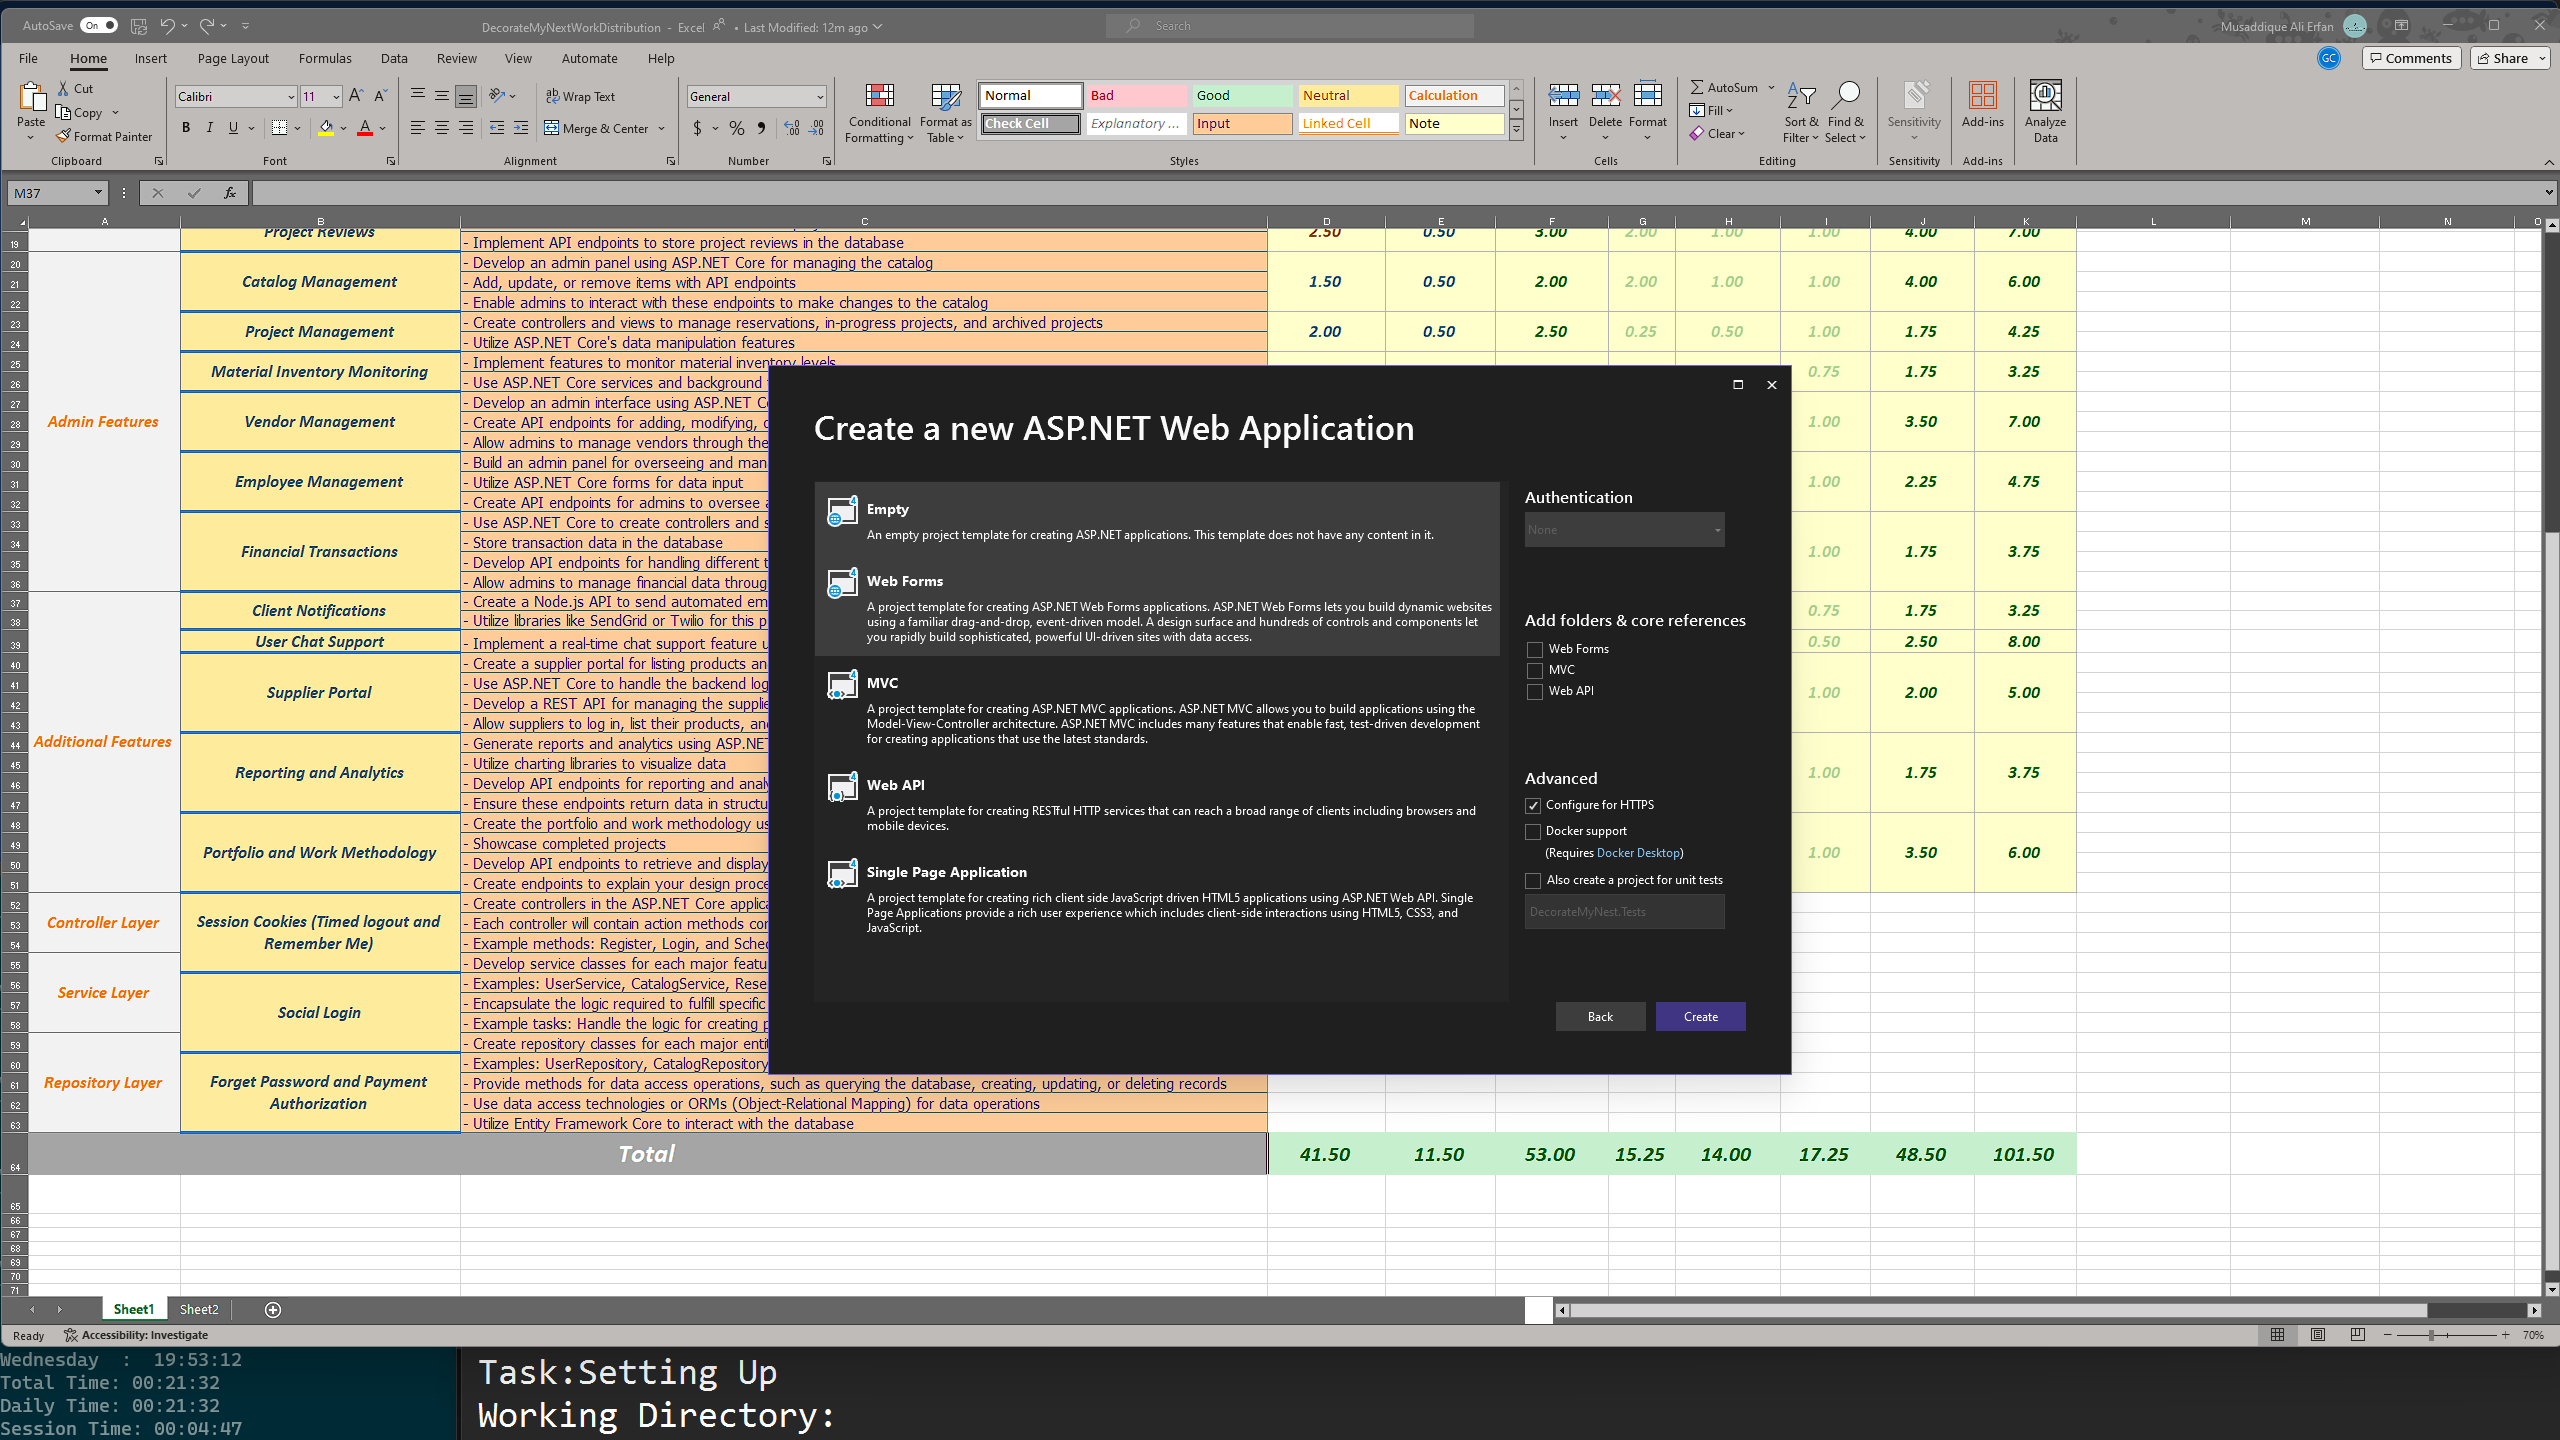 AutoSave On DecorateMyNextWorkDistribution - Excel • Last Modified: 12m ago Search Musaddique Ali Erfan
File Home Insert Page Layout Formulas Data Review View Automate Help GC Comments Share
Cut
Copy
Format Painter
Paste
Clipboard
Calibri 11
B I U
Font
Wrap Text
Merge & Center
Alignment
General
$ %
Number
Conditional Formatting
Format as Table
Normal Bad Good Neutral Calculation
Check Cell Explanatory ... Input Linked Cell Note
Styles
Insert Delete Format
Cells
AutoSum
Fill
Clear
Sort & Filter
Find & Select
Editing
Sensitivity
Sensitivity
Add-ins
Add-ins
Analyze Data
M37 fx
A B C D E F G H I J K L M N O
19 Project Reviews - Implement API endpoints to store project reviews in the database 2.50 0.50 3.00 2.00 1.00 1.00 4.00 7.00
20 - Develop an admin panel using ASP.NET Core for managing the catalog
21 Catalog Management - Add, update, or remove items with API endpoints 1.50 0.50 2.00 2.00 1.00 1.00 4.00 6.00
22 - Enable admins to interact with these endpoints to make changes to the catalog
23 - Create controllers and views to manage reservations, in-progress projects, and archived projects
Project Management 2.00 0.50 2.50 0.25 0.50 1.00 1.75 4.25
24 - Utilize ASP.NET Core's data manipulation features
25 - Implement features to monitor material inventory levels
Material Inventory Monitoring 0.75 1.75 3.25
26 - Use ASP.NET Core services and background
27 - Develop an admin interface using ASP.NET C
28 Admin Features Vendor Management - Create API endpoints for adding, modifying, 1.00 3.50 7.00
29 - Allow admins to manage vendors through the
30 - Build an admin panel for overseeing and man
31 Employee Management - Utilize ASP.NET Core forms for data input 1.00 2.25 4.75
32 - Create API endpoints for admins to oversee a
33 - Use ASP.NET Core to create controllers and s
34 - Store transaction data in the database
Financial Transactions 1.00 1.75 3.75
35 - Develop API endpoints for handling different t
36 - Allow admins to manage financial data throug
37 - Create a Node.js API to send automated em
Client Notifications 0.75 1.75 3.25
38 - Utilize libraries like SendGrid or Twilio for this p
39 User Chat Support - Implement a real-time chat support feature u 0.50 2.50 8.00
40 - Create a supplier portal for listing products an
41 - Use ASP.NET Core to handle the backend log
Supplier Portal 1.00 2.00 5.00
42 - Develop a REST API for managing the supplie
43 - Allow suppliers to log in, list their products, an
44 Additional Features - Generate reports and analytics using ASP.NET
45 - Utilize charting libraries to visualize data
Reporting and Analytics 1.00 1.75 3.75
46 - Develop API endpoints for reporting and analy
47 - Ensure these endpoints return data in structu
48 - Create the portfolio and work methodology us
49 - Showcase completed projects
Portfolio and Work Methodology 1.00 3.50 6.00
50 - Develop API endpoints to retrieve and display
51 - Create endpoints to explain your design proce
52 - Create controllers in the ASP.NET Core applica
53 Controller Layer Session Cookies (Timed logout and Remember Me) - Each controller will contain action methods cor
54 - Example methods: Register, Login, and Sched
55 - Develop service classes for each major featu
56 - Examples: UserService, CatalogService, Rese
57 Service Layer Social Login - Encapsulate the logic required to fulfill specific
58 - Example tasks: Handle the logic for creating p
59 - Create repository classes for each major entit
60 - Examples: UserRepository, CatalogRepository
61 Repository Layer Forget Password and Payment Authorization - Provide methods for data access operations, such as querying the database, creating, updating, or deleting records
62 - Use data access technologies or ORMs (Object-Relational Mapping) for data operations
63 - Utilize Entity Framework Core to interact with the database
64 Total 41.50 11.50 53.00 15.25 14.00 17.25 48.50 101.50
65
66
67
68
69
70
71
Create a new ASP.NET Web Application
Empty
An empty project template for creating ASP.NET applications. This template does not have any content in it.
Web Forms
A project template for creating ASP.NET Web Forms applications. ASP.NET Web Forms lets you build dynamic websites
using a familiar drag-and-drop, event-driven model. A design surface and hundreds of controls and components let
you rapidly build sophisticated, powerful UI-driven sites with data access.
MVC
A project template for creating ASP.NET MVC applications. ASP.NET MVC allows you to build applications using the
Model-View-Controller architecture. ASP.NET MVC includes many features that enable fast, test-driven development
for creating applications that use the latest standards.
Web API
A project template for creating RESTful HTTP services that can reach a broad range of clients including browsers and
mobile devices.
Single Page Application
A project template for creating rich client side JavaScript driven HTML5 applications using ASP.NET Web API. Single
Page Applications provide a rich user experience which includes client-side interactions using HTML5, CSS3, and
JavaScript.
Authentication
None
Add folders & core references
Web Forms
MVC
Web API
Advanced
Configure for HTTPS
Docker support
(Requires Docker Desktop)
Also create a project for unit tests
DecorateMyNest.Tests
Back Create
Sheet1 Sheet2
Ready Accessibility: Investigate 70%
Wednesday : 19:53:12
Total Time: 00:21:32
Daily Time: 00:21:32
Session Time: 00:04:47
Task:Setting Up
Working Directory: